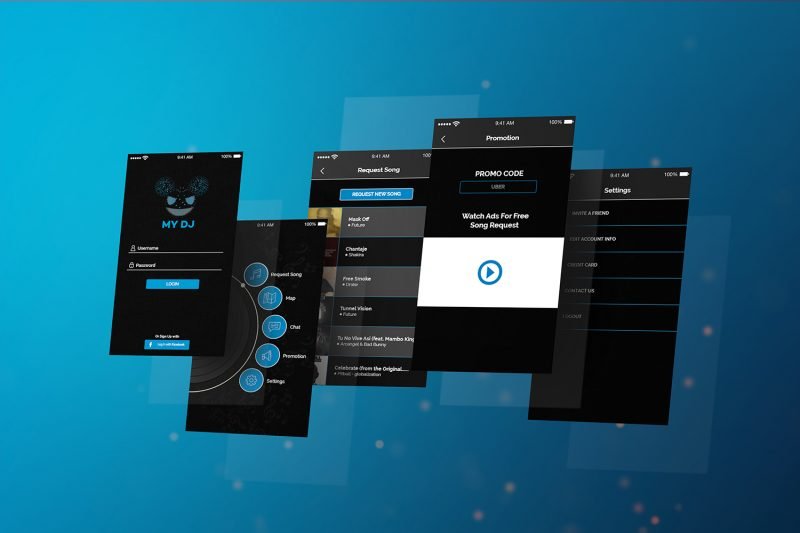 9:41 AM
100%
MY DJ
Username
Password
LOGIN
Or Sign Up with
f
Log in with Facebook
9:41 AM
100%
Request Song
Map
Chat
Promotion
Settings
9:41 AM
100%
Request Song
REQUEST NEW SONG
Mask Off
Future
Chantaje
Shakira
Free Smoke
Drake
Tunnel Vision
Future
Tu No Vive Asi (feat. Mambo King
Arcangel & Bad Bunny
Celebrate (from the Original....
Pitbull - globalization
9:41 AM
100%
Promotion
PROMO CODE
UBER
Watch Ads For Free
Song Request
9:41 AM
100%
Settings
INVITE A FRIEND
EDIT ACCOUNT INFO
CREDIT CARD
CONTACT US
LOGOUT